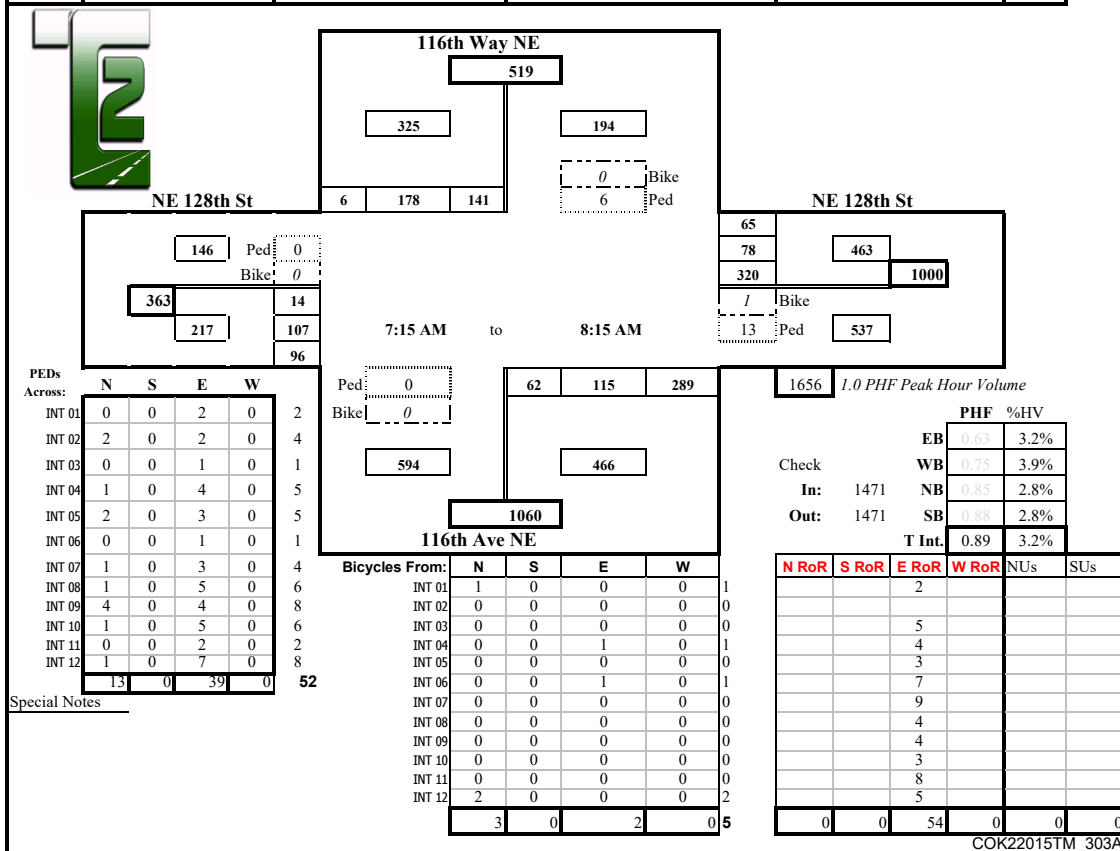 T2
116th Way NE
519
325 194
0 Bike
6 178 141 6 Ped
NE 128th St NE 128th St
65
146 Ped 0 78 463
Bike 0 320 1000
363 14 1 Bike
217 107 7:15 AM to 8:15 AM 13 Ped 537
96
PEDs
Across: N S E W
Ped 0 62 115 289 1656 1.0 PHF Peak Hour Volume
INT 01 0 0 2 0 2 Bike 0 PHF %HV
INT 02 2 0 2 0 4 EB 0.63 3.2%
INT 03 0 0 1 0 1 594 466 Check WB 0.75 3.9%
INT 04 1 0 4 0 5 In: 1471 NB 0.85 2.8%
INT 05 2 0 3 0 5 1060 Out: 1471 SB 0.88 2.8%
INT 06 0 0 1 0 1 116th Ave NE T Int. 0.89 3.2%
INT 07 1 0 3 0 4 Bicycles From: N S E W N RoR S RoR E RoR W RoR NUs SUs
INT 08 1 0 5 0 6 INT 01 1 0 0 0 1 2
INT 09 4 0 4 0 8 INT 02 0 0 0 0 0
INT 10 1 0 5 0 6 INT 03 0 0 0 0 0 5
INT 11 0 0 2 0 2 INT 04 0 0 1 0 1 4
INT 12 1 0 7 0 8 INT 05 0 0 0 0 0 3
13 0 39 0 52 INT 06 0 0 1 0 1 7
Special Notes INT 07 0 0 0 0 0 9
INT 08 0 0 0 0 0 4
INT 09 0 0 0 0 0 4
INT 10 0 0 0 0 0 3
INT 11 0 0 0 0 0 8
INT 12 2 0 0 0 2 5
3 0 2 0 5 0 0 54 0 0 0
COK22015TM_303A